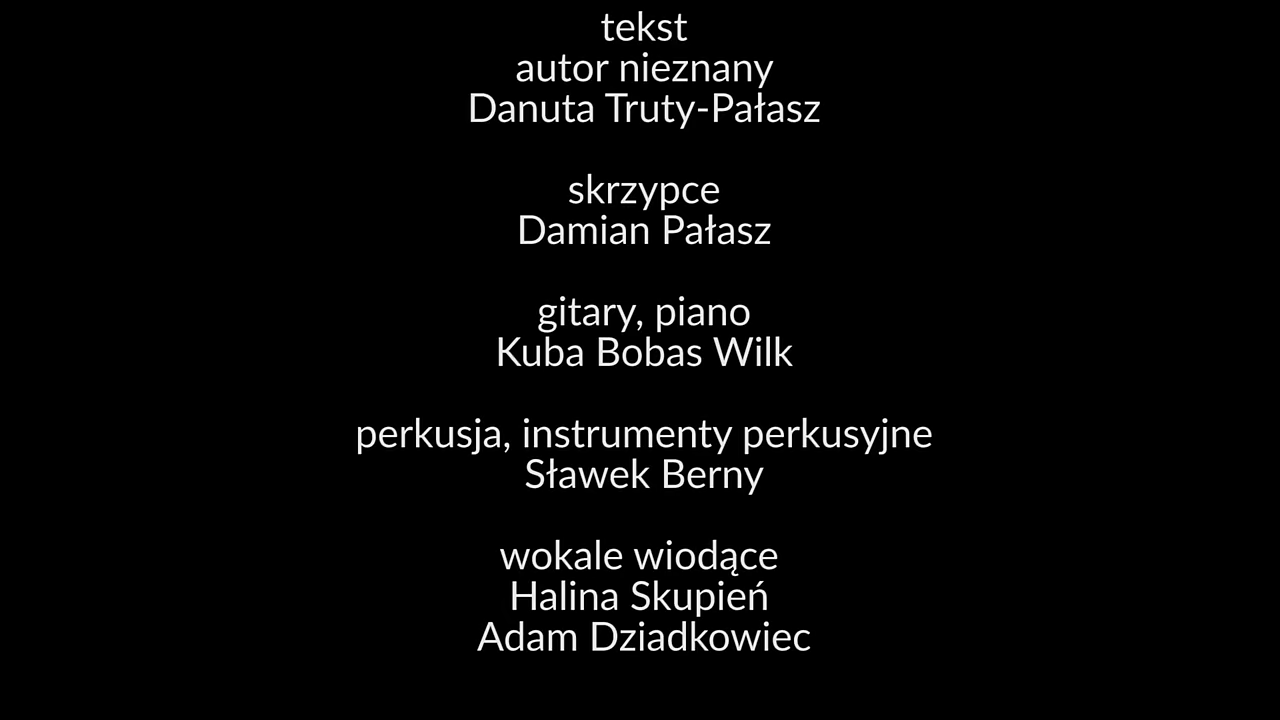 tekst
autor nieznany
Danuta Truty-Pałasz
skrzypce
Damian Pałasz
gitary, piano
Kuba Bobas Wilk
perkusja, instrumenty perkusyjne
Sławek Berny
wokale wiodące
Halina Skupień
Adam Dziadkowiec